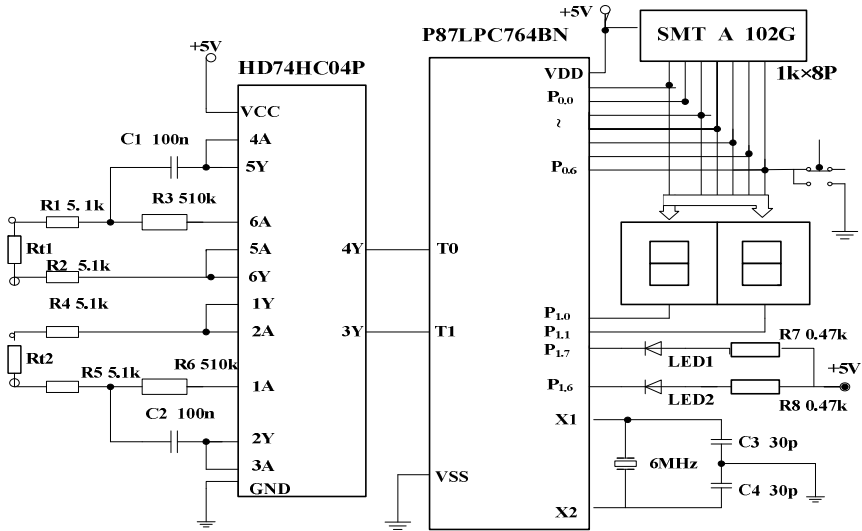 +5V
P87LPC764BN
SMT A 102G
+5V
HD74HC04P
VDD
1k×8P
VCC
P0.0
C1 100n
4A
~
5Y
P0.6
R1 5.1k
R3 510k
6A
Rt1
5A
4Y
T0
R2 5.1k
6Y
R4 5.1k
1Y
P1.0
2A
3Y
T1
P1.1
R7 0.47k
Rt2
R6 510k
P1.7
LED1
+5V
R5 5.1k
1A
P1,6
LED2
R8 0.47k
C2 100n
X1
2Y
C3 30p
3A
6MHz
GND
VSS
C4 30p
X2